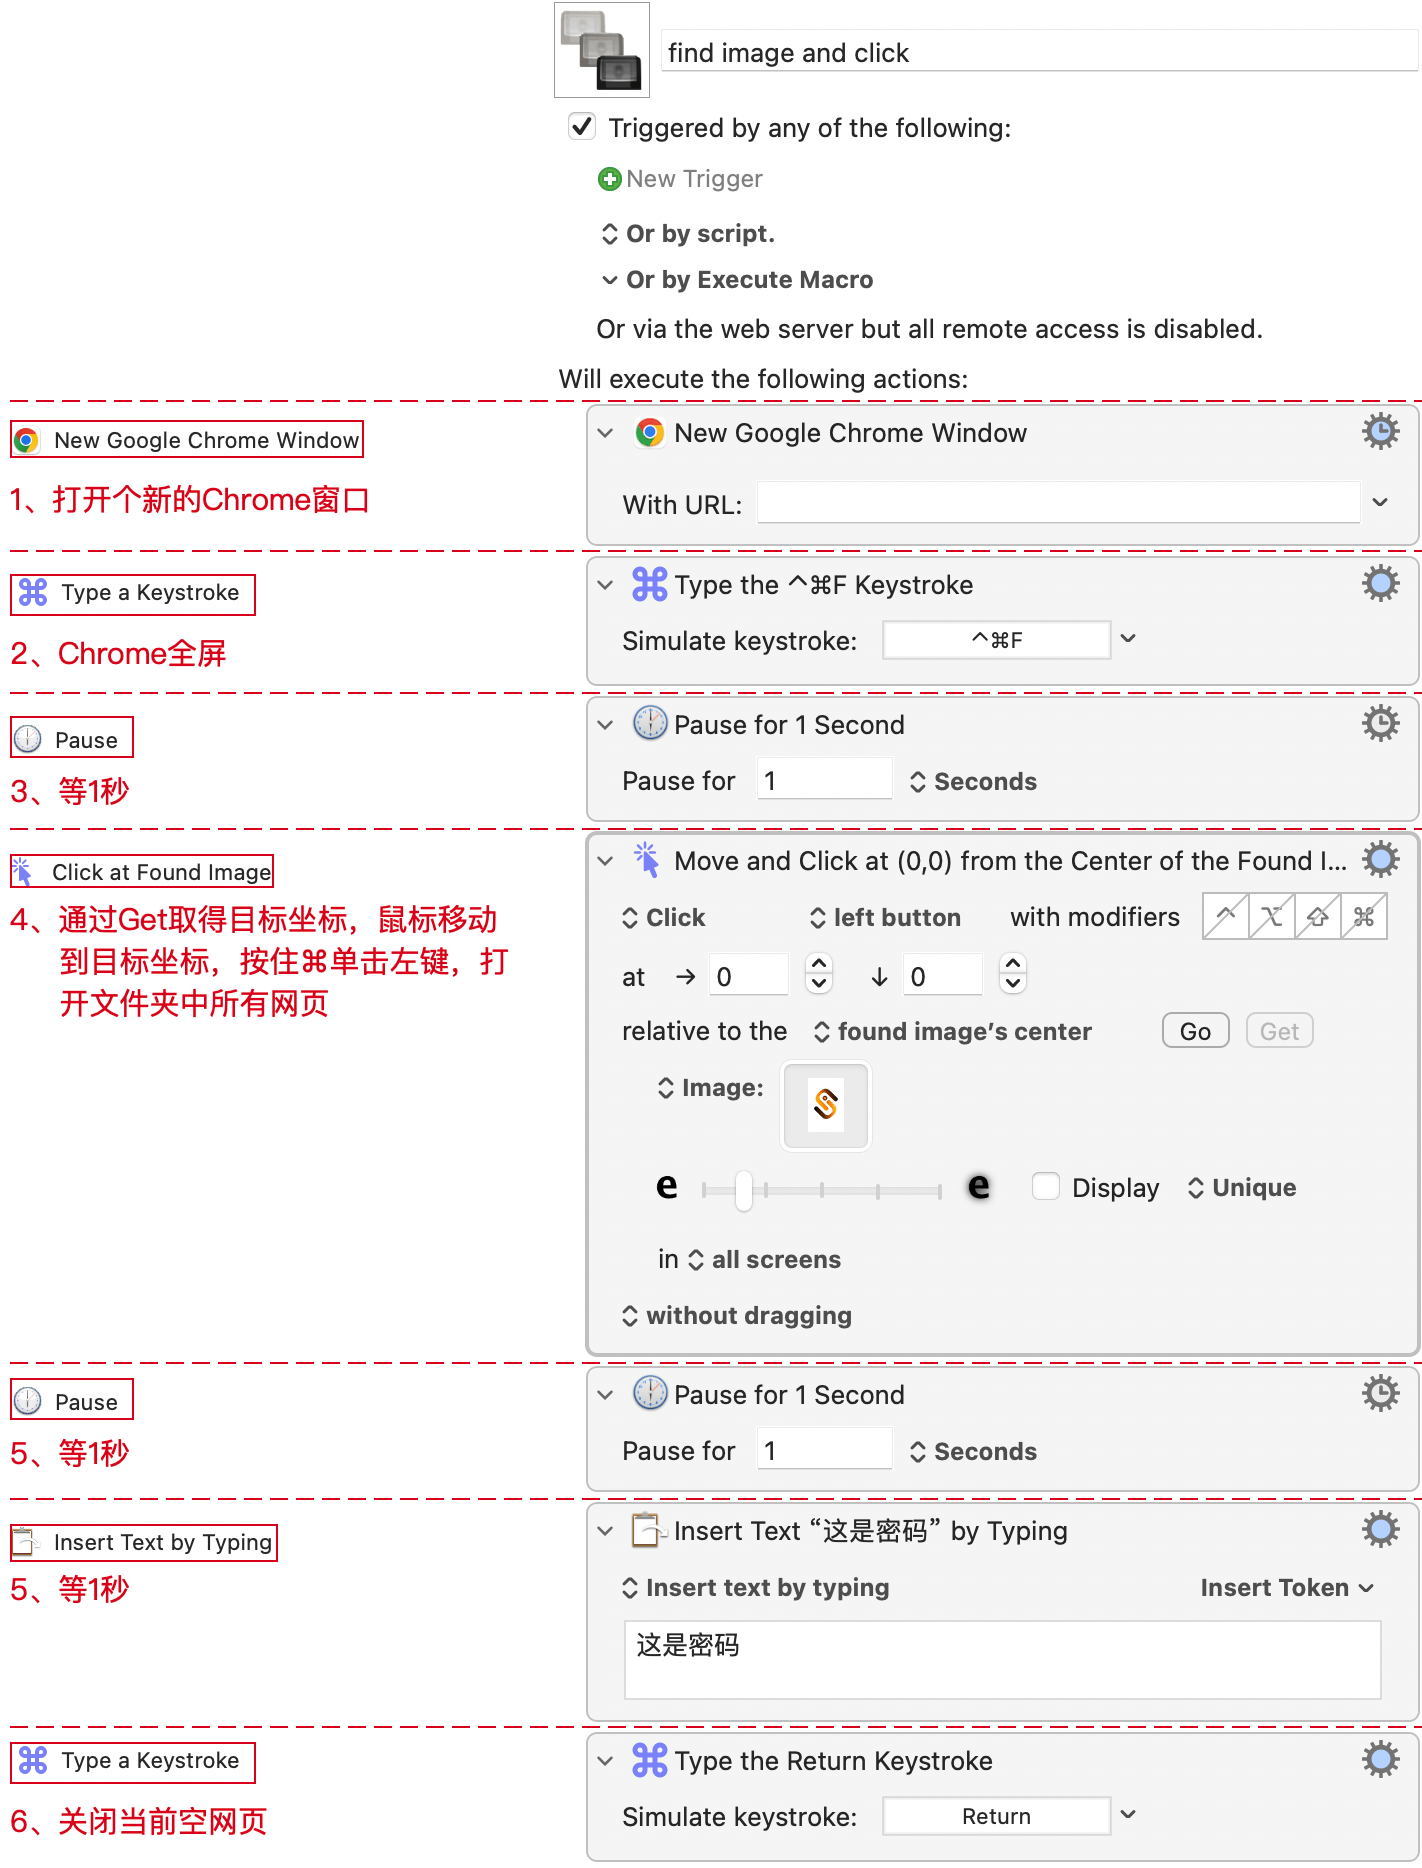 find image and click
Triggered by any of the following:
New Trigger
Or by script.
Or by Execute Macro
Or via the web server but all remote access is disabled.
Will execute the following actions:
New Google Chrome Window
1、打开个新的Chrome窗口
New Google Chrome Window
With URL:
Type a Keystroke
2、Chrome全屏
Type the ^⌘F Keystroke
Simulate keystroke: ^⌘F
Pause
3、等1秒
Pause for 1 Second
Pause for 1 Seconds
Click at Found Image
4、通过Get取得目标坐标，鼠标移动
到目标坐标，按住⌘单击左键，打
开文件夹中所有网页
Move and Click at (0,0) from the Center of the Found I...
Click left button with modifiers ^ ⌥ ⇧ ⌘
at → 0 ↓ 0
relative to the found image’s center Go Get
Image:
e e Display Unique
in all screens
without dragging
Pause
5、等1秒
Pause for 1 Second
Pause for 1 Seconds
Insert Text by Typing
5、等1秒
Insert Text “这是密码” by Typing
Insert text by typing Insert Token
这是密码
Type a Keystroke
6、关闭当前空网页
Type the Return Keystroke
Simulate keystroke: Return